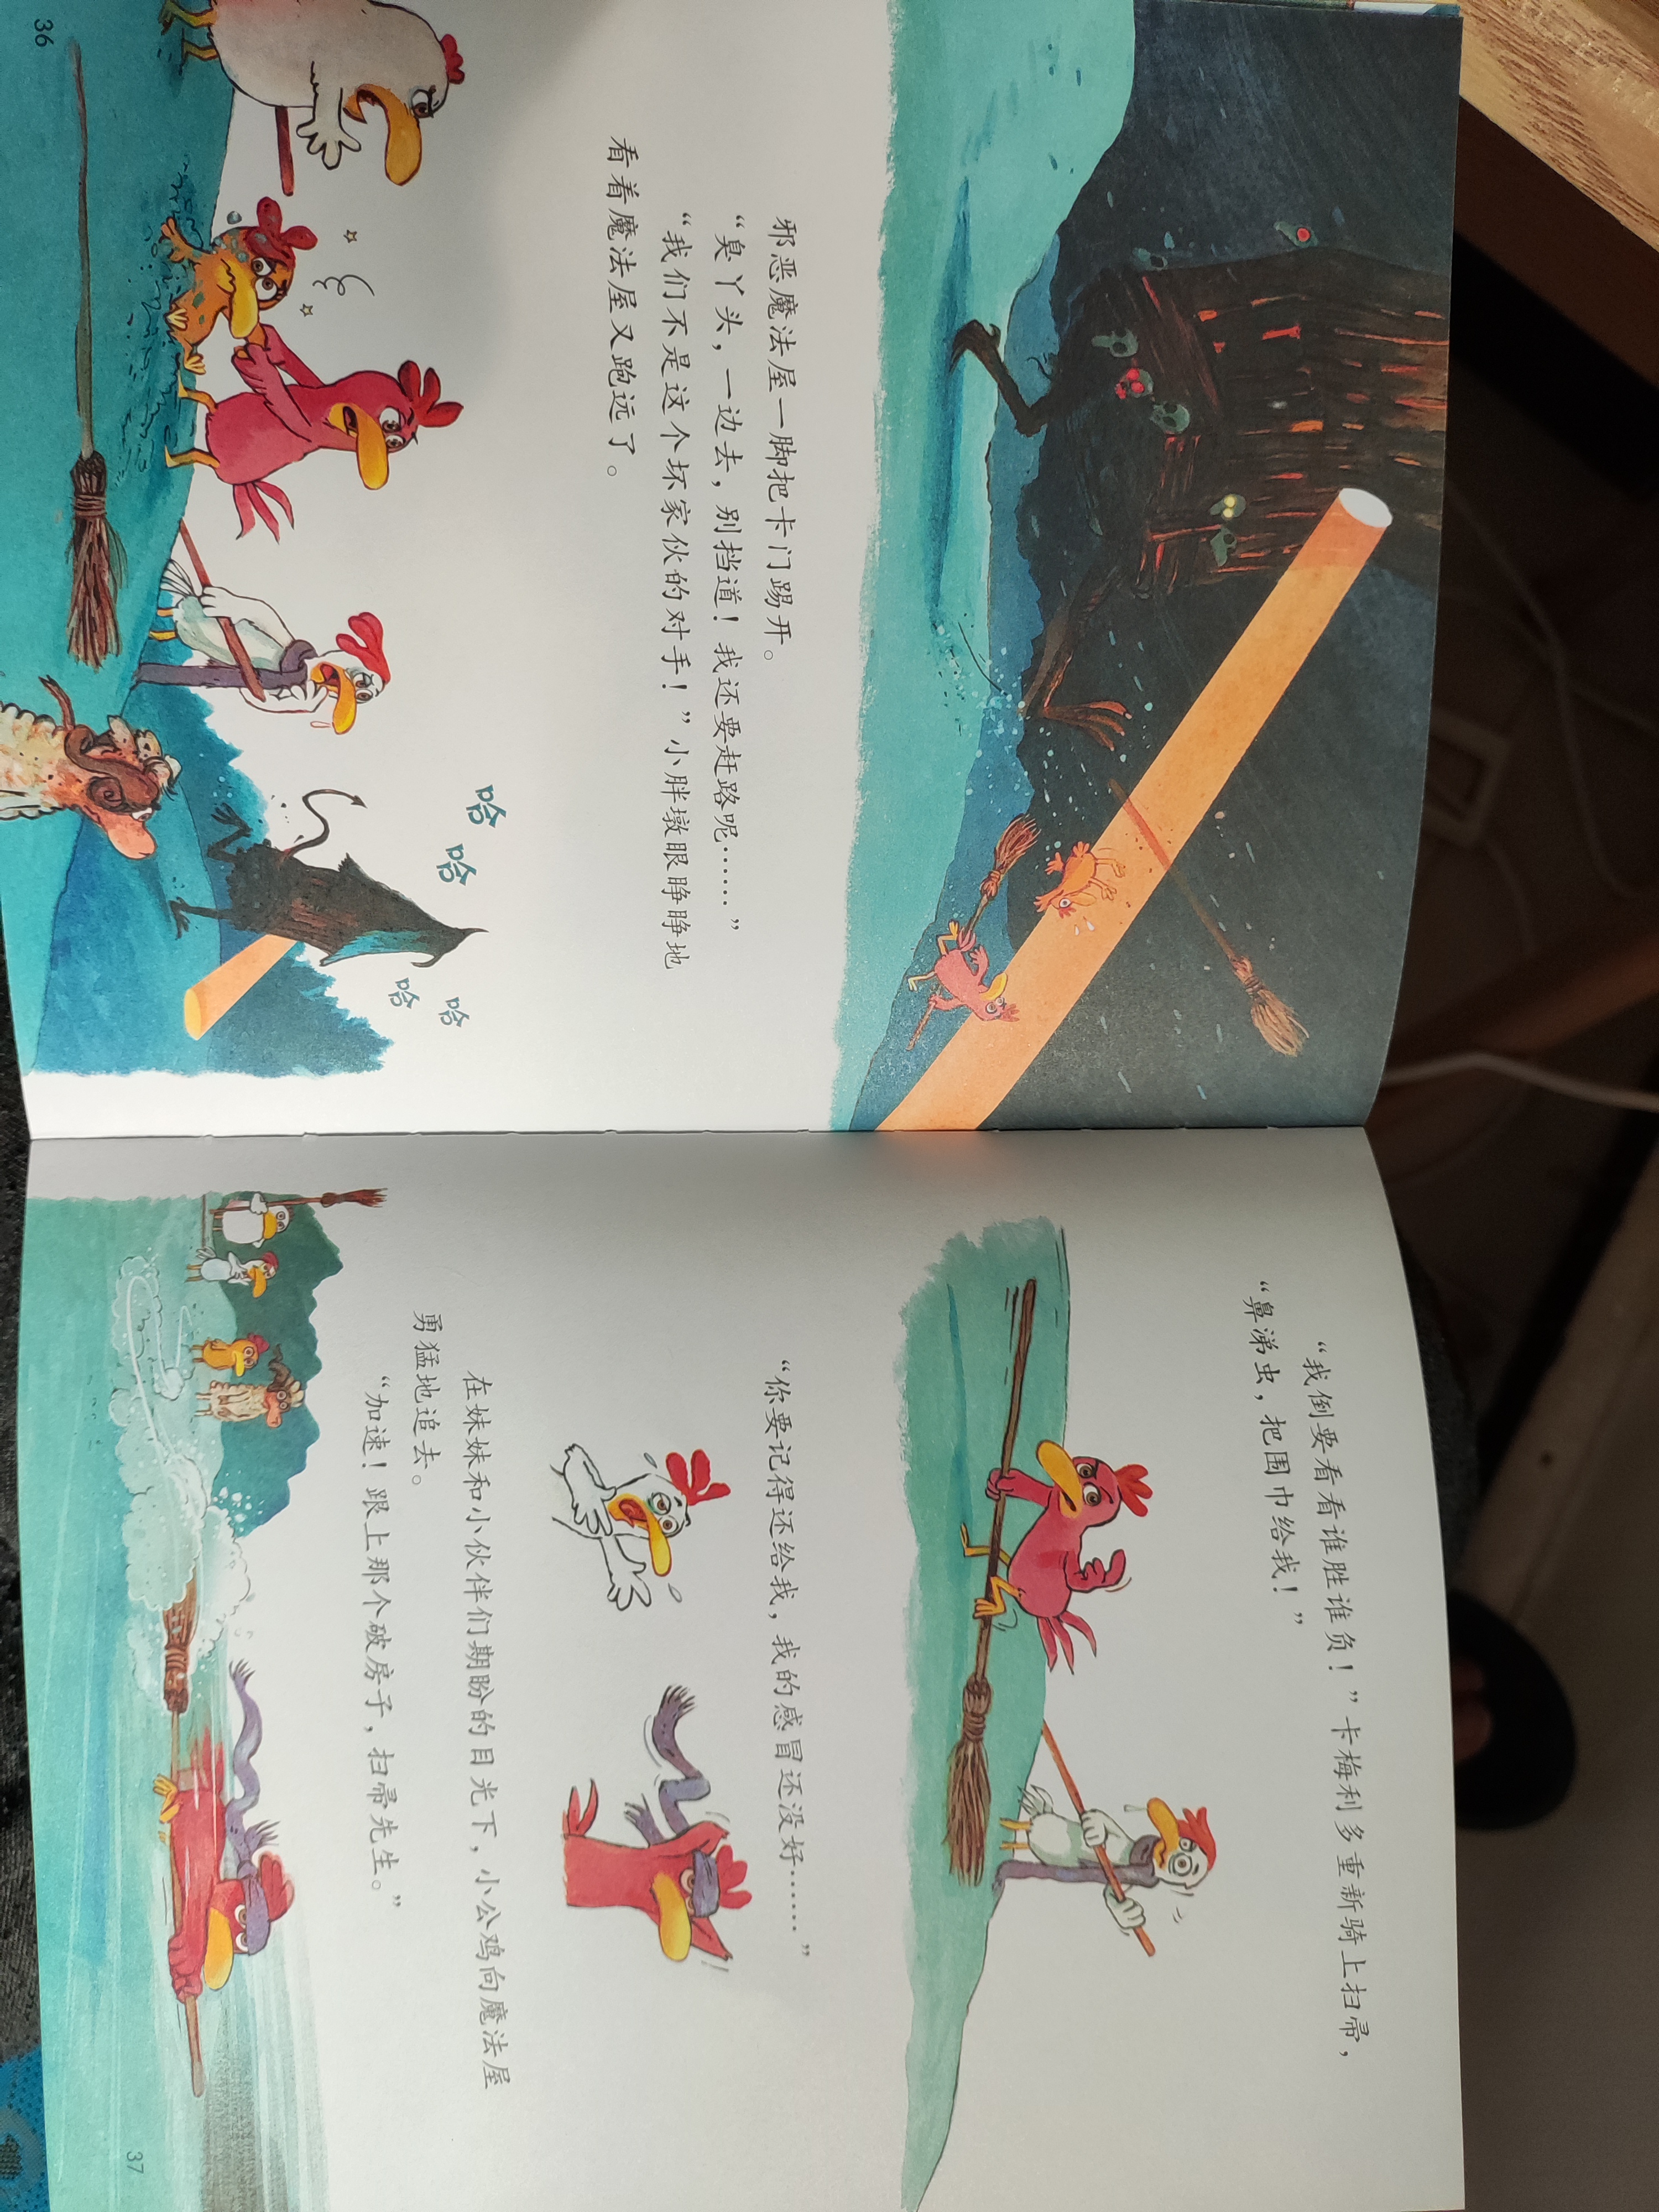 邪恶魔法屋一脚把卡门踢开。
“臭丫头，一边去，别挡道！我还要赶路呢……”
“我们不是这个坏家伙的对手！”小胖墩眼睁睁地
看着魔法屋又跑远了。
哈
哈
哈
哈
36
“我倒要看看谁胜谁负！”卡梅利多重新骑上扫帚，
“鼻涕虫，把围巾给我！”
“你要记得还给我，我的感冒还没好……”
在妹妹和小伙伴们期盼的目光下，小公鸡向魔法屋
勇猛地追去。
“加速！跟上那个破房子，扫帚先生。”
37